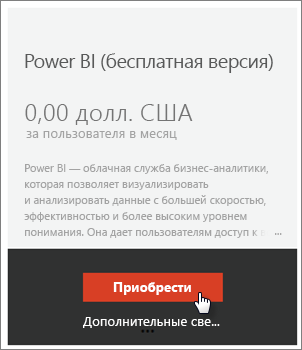 Power BI (бесплатная версия)
0,00 долл. США
за пользователя в месяц
Power BI — облачная служба бизнес-аналитики,
которая позволяет визуализировать
и анализировать данные с большей скоростью,
эффективностью и более высоким уровнем
понимания. Она дает пользователям доступ к ...
Приобрести
Дополнительные све...
...